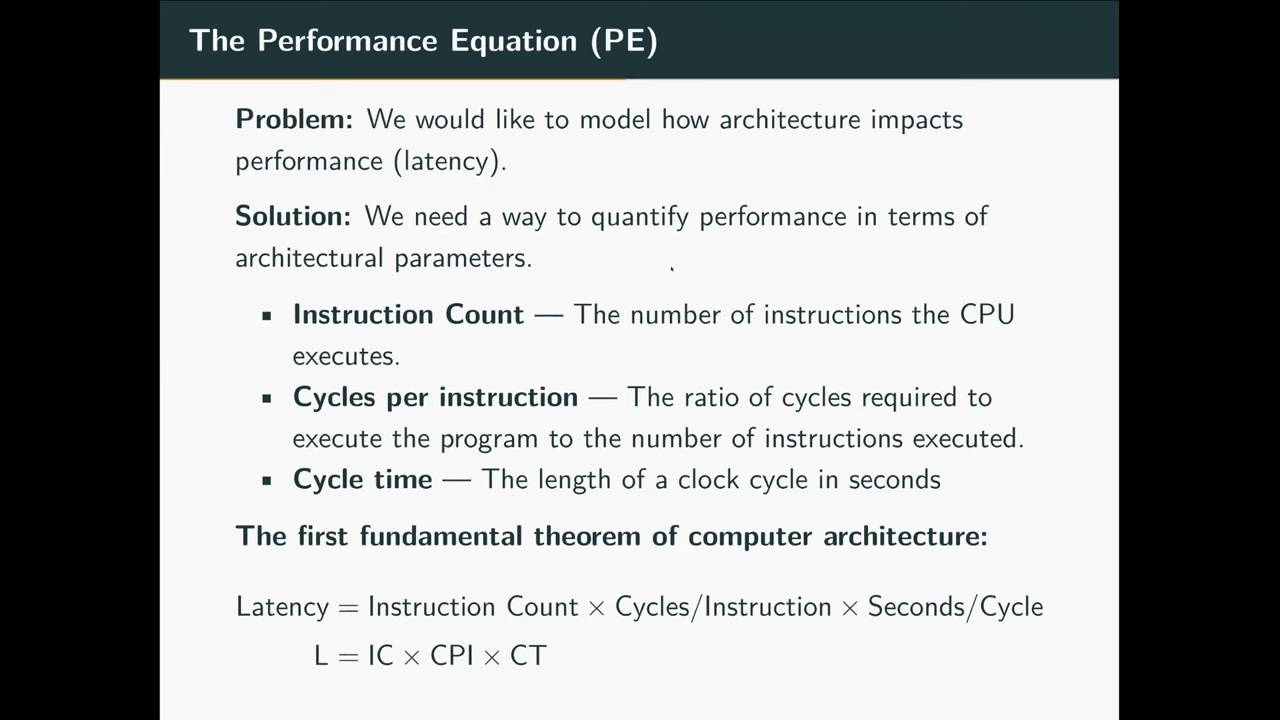 The Performance Equation (PE)
Problem: We would like to model how architecture impacts
performance (latency).
Solution: We need a way to quantify performance in terms of
architectural parameters.
▪ Instruction Count — The number of instructions the CPU
executes.
▪ Cycles per instruction — The ratio of cycles required to
execute the program to the number of instructions executed.
▪ Cycle time — The length of a clock cycle in seconds
The first fundamental theorem of computer architecture:
Latency = Instruction Count × Cycles/Instruction × Seconds/Cycle
L = IC × CPI × CT